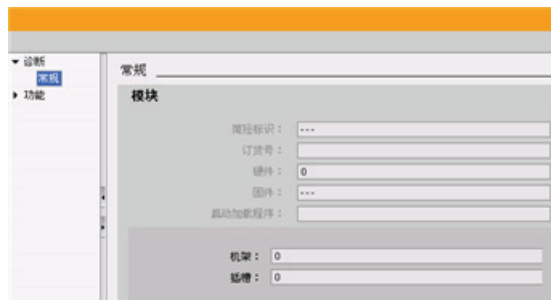 诊断
常规
功能
常规
模块
简短标识：
---
订货号：
硬件：
0
固件：
---
启动加载程序：
机架：
0
插槽：
0